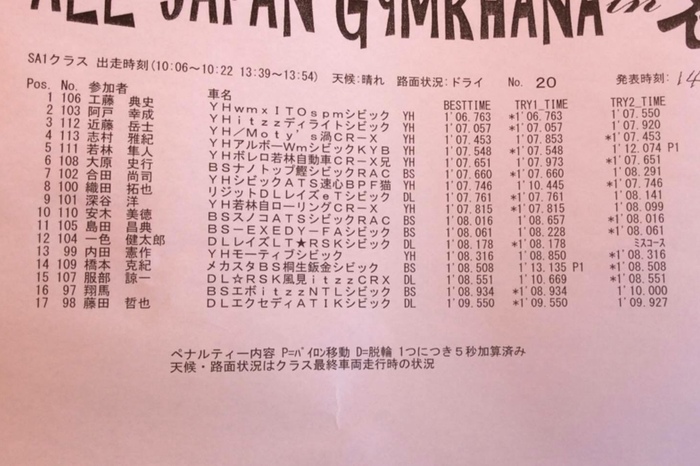 ALL JAPAN GYMKHANA in
SA1クラス 出走時刻(10:06〜10:22 13:39〜13:54) 天候:晴れ 路面状況:ドライ No. 20 発表時刻: 14
Pos. No. 参加者 車名 BESTTIME TRY1_TIME TRY2_TIME
1 106 工藤 典史 YHwmxITOspmシビック YH 1'06.763 *1'06.763 1'07.550
2 103 阿戸 幸成 YHitzzディライトシビック YH 1'07.057 *1'07.057 1'07.920
3 112 近藤 岳士 YH/Moty's渦CR-X YH 1'07.453 1'07.853 *1'07.453
4 113 志村 雅紀 YHアルボーWmシビックKYB YH 1'07.548 *1'07.548 1'12.074 P1
5 111 若林 隼人 YHボレロ若林自動車CR-X兄 YH 1'07.651 1'07.973 *1'07.651
6 108 大原 史行 BSナノトップ鰹シビックRAC BS 1'07.660 *1'07.660 1'08.291
7 102 合田 尚司 YHシビックATS速心BPF猫 YH 1'07.746 1'10.445 *1'07.746
8 100 織田 拓也 リジットDLレイズeTシビック DL 1'07.761 *1'07.761 1'08.141
9 101 深谷 洋 YH若林自ローリングCR-X YH 1'07.815 *1'07.815 1'08.099
10 110 安木 美徳 BSスノコATSシビックRAC BS 1'08.016 1'08.657 *1'08.016
11 105 島田 昌典 BS-EXEDY-FAシビック BS 1'08.061 1'08.228 *1'08.061
12 104 一色 健太郎 DLレイズLT★RSKシビック DL 1'08.178 *1'08.178 ミスコース
13 99 内田 憲作 YHモーティブシビック YH 1'08.316 1'08.850 *1'08.316
14 109 橋本 克紀 メカスタBS桐生鈑金シビック BS 1'08.508 1'13.135 P1 *1'08.508
15 107 服部 諒一 DL☆RSK風見itzzCRX DL 1'08.551 1'10.669 *1'08.551
16 97 翔馬 BSエボitzzNTLシビック BS 1'08.934 *1'08.934 1'10.000
17 98 藤田 哲也 DLエクセディATIKシビック DL 1'09.550 *1'09.550 1'09.927
ペナルティー内容 P=パイロン移動 D=脱輪 1つにつき5秒加算済み
天候・路面状況はクラス最終車両走行時の状況